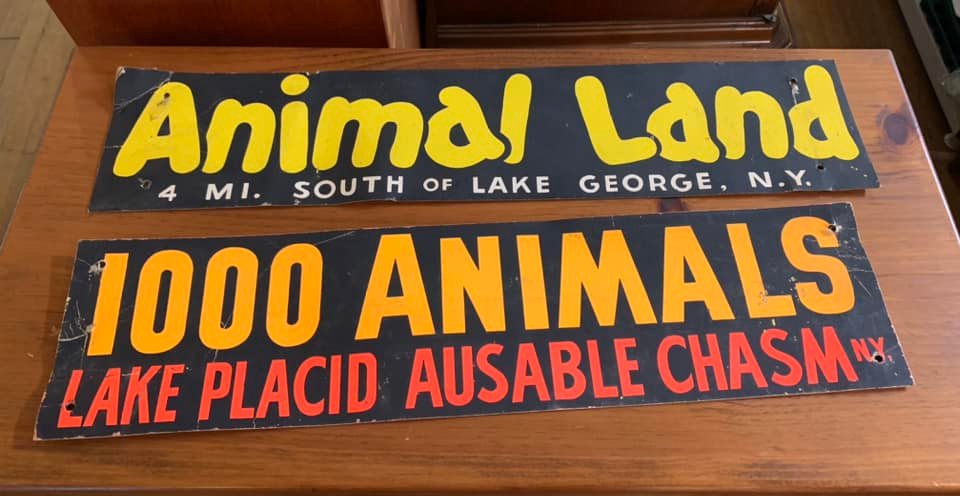 Animal Land
4 MI. SOUTH OF LAKE GEORGE, N.Y.
1000 ANIMALS
LAKE PLACID AUSABLE CHASM N.Y.